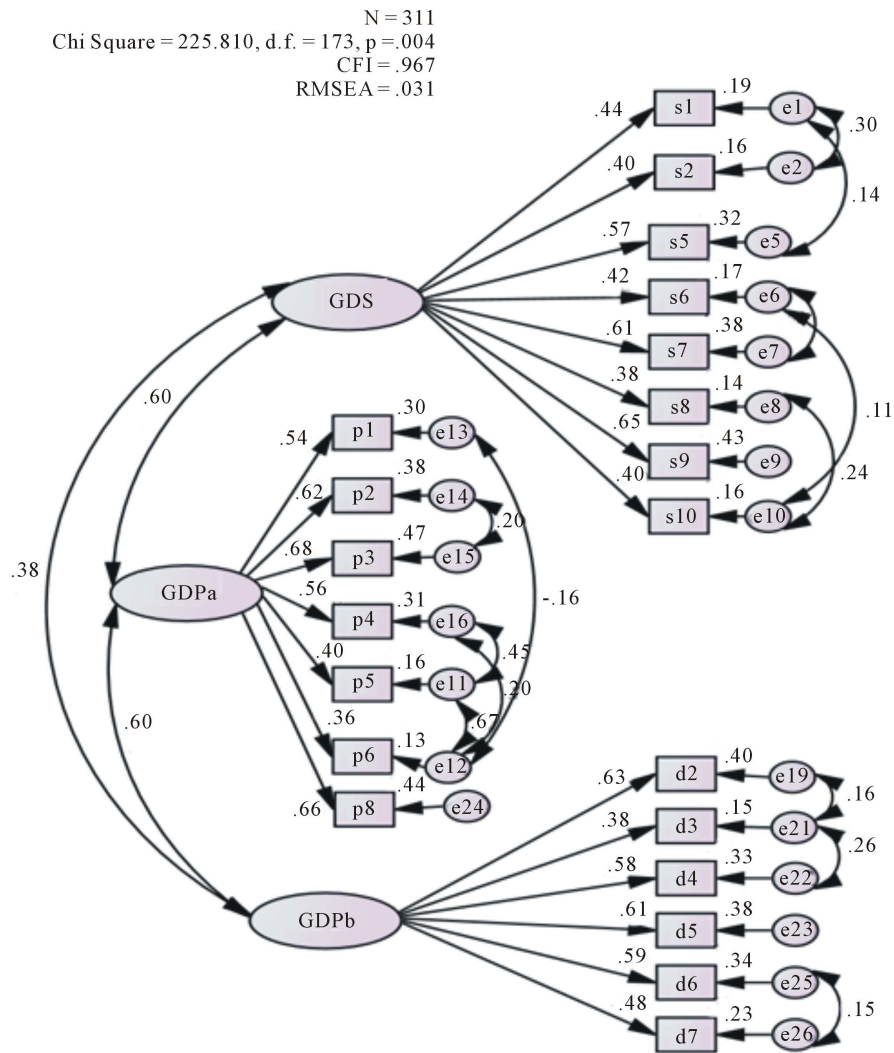 N = 311
Chi Square = 225.810, d.f. = 173, p =.004
CFI = .967
RMSEA = .031
.44
s1
.19
e1
.30
.40
s2
.16
e2
.14
.57
s5
.32
e5
GDS
.42
s6
.17
e6
.61
s7
.38
e7
.38
s8
.14
e8
.11
.65
s9
.43
e9
.24
.40
s10
.16
e10
.60
.38
.54
p1
.30
e13
.62
p2
.38
e14
.20
.68
p3
.47
e15
GDPa
.56
p4
.31
e16
-.16
.45
.40
p5
.16
e11
.20
.67
.36
p6
.13
e12
.66
p8
.44
e24
.60
GDPb
.63
d2
.40
e19
.16
.38
d3
.15
e21
.26
.58
d4
.33
e22
.61
d5
.38
e23
.59
d6
.34
e25
.15
.48
d7
.23
e26